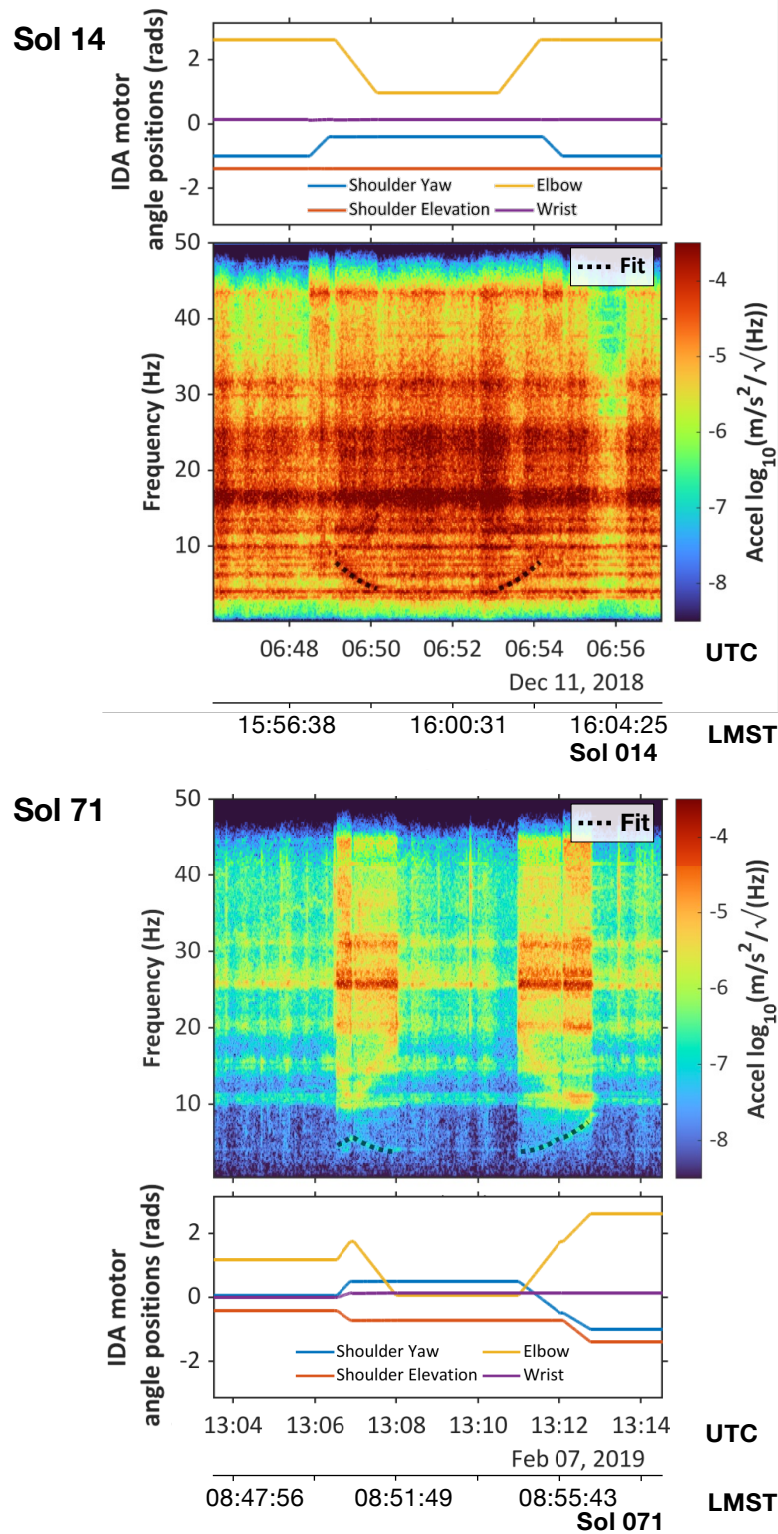 Sol 14
IDA motor
angle positions (rads)
2
0
-2
Shoulder Yaw
Elbow
Shoulder Elevation
Wrist
50
40
30
20
10
Frequency (Hz)
Fit
-4
-5
-6
-7
-8
Accel log10(m/s²/√(Hz)
06:48 06:50 06:52 06:54 06:56
UTC
Dec 11, 2018
15:56:38 16:00:31 16:04:25
LMST
Sol 014
Sol 71
50
40
30
20
10
Frequency (Hz)
Fit
-4
-5
-6
-7
-8
Accel log10(m/s²/√(Hz)
IDA motor
angle positions (rads)
2
0
-2
Shoulder Yaw
Elbow
Shoulder Elevation
Wrist
13:04 13:06 13:08 13:10 13:12 13:14
UTC
Feb 07, 2019
08:47:56 08:51:49 08:55:43
LMST
Sol 071